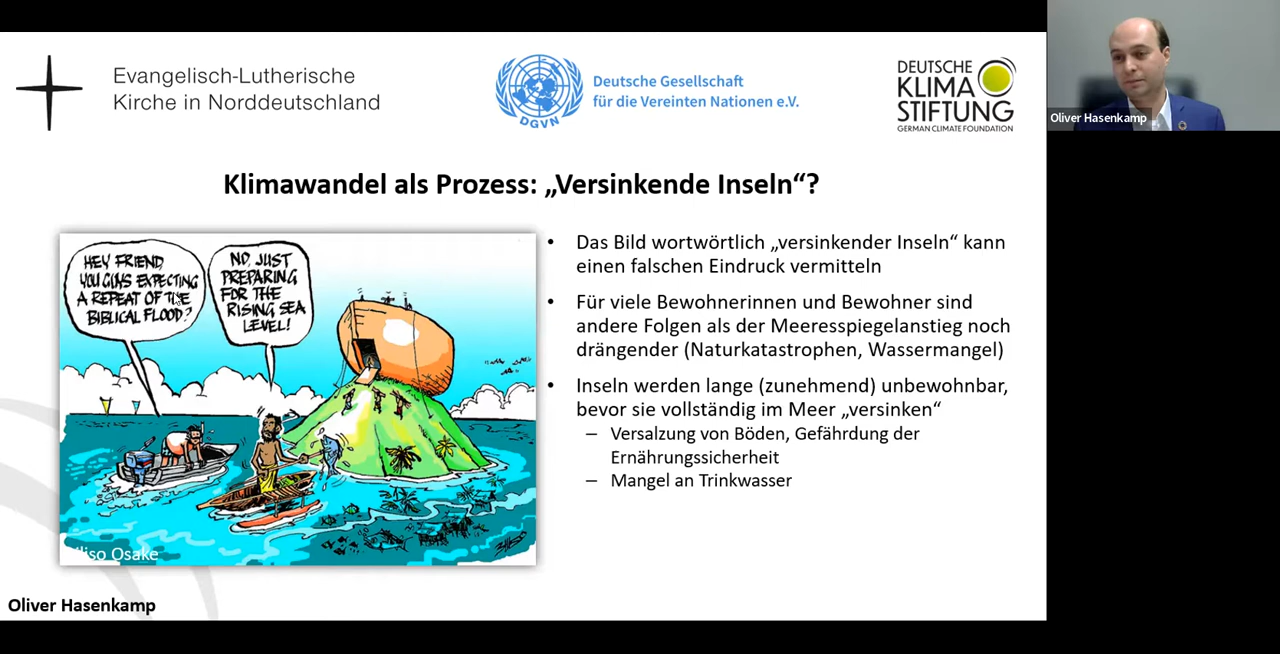 Evangelisch-Lutherische
Kirche in Norddeutschland
DGVN
Deutsche Gesellschaft
für die Vereinten Nationen e.V.
DEUTSCHE
KLIMA
STIFTUNG
GERMAN CLIMATE FOUNDATION
Oliver Hasenkamp
Klimawandel als Prozess: „Versinkende Inseln“?
HEY FRIEND,
YOU GUYS EXPECTING
A REPEAT OF THE
BIBLICAL FLOOD?
NO, JUST
PREPARING
FOR THE
RISING SEA
LEVEL!
Osake
• Das Bild wortwörtlich „versinkender Inseln“ kann
einen falschen Eindruck vermitteln
• Für viele Bewohnerinnen und Bewohner sind
andere Folgen als der Meeresspiegelanstieg noch
drängender (Naturkatastrophen, Wassermangel)
• Inseln werden lange (zunehmend) unbewohnbar,
bevor sie vollständig im Meer „versinken“
– Versalzung von Böden, Gefährdung der
Ernährungssicherheit
– Mangel an Trinkwasser
Oliver Hasenkamp